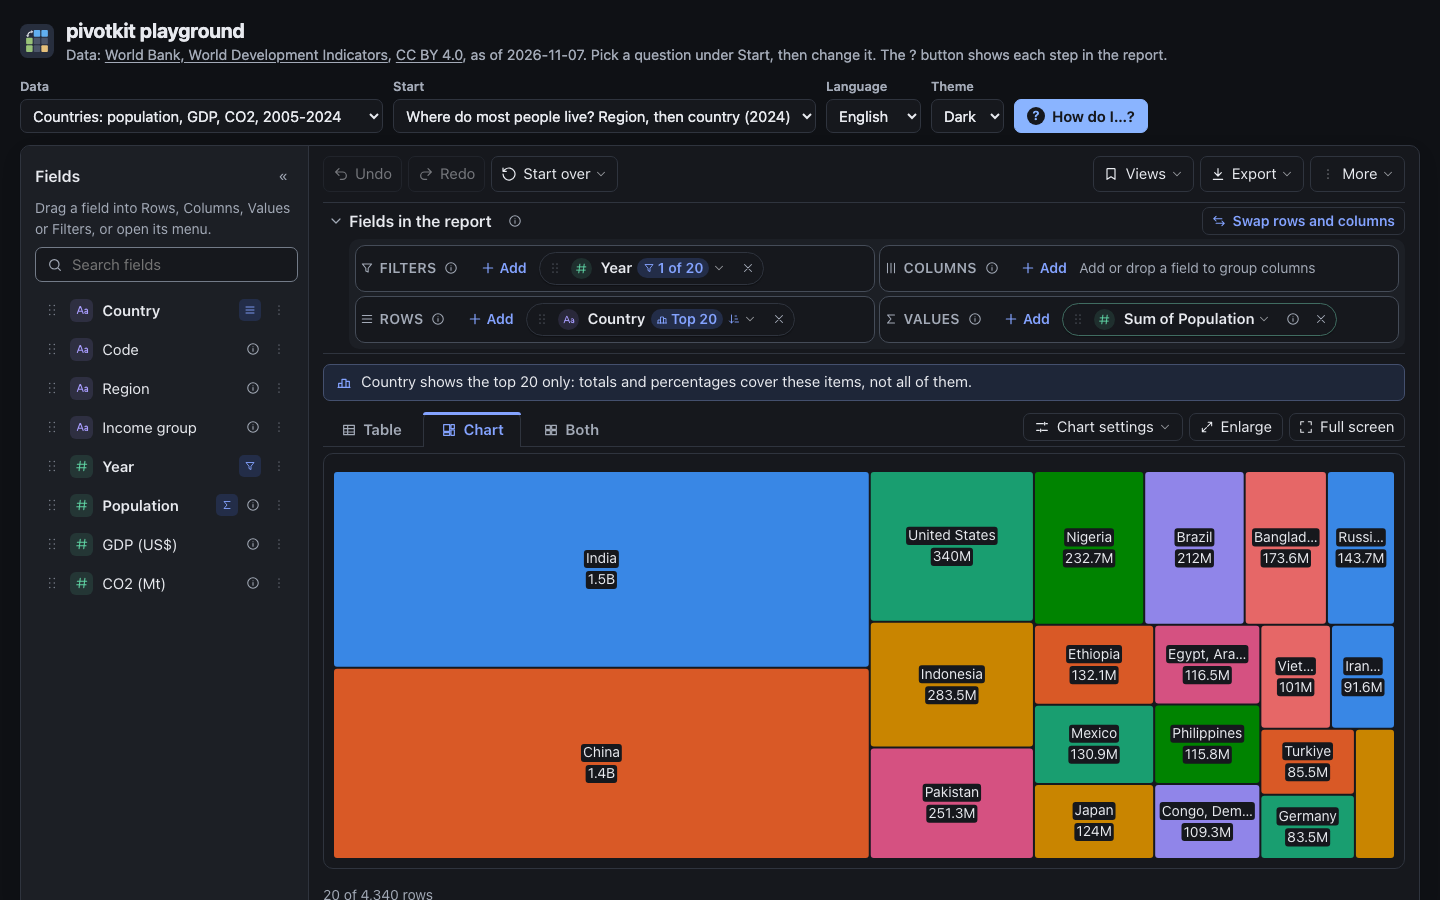 pivotkit playground
Data: World Bank, World Development Indicators, CC BY 4.0, as of 2026-11-07. Pick a question under Start, then change it. The ? button shows each step in the report.
Data
Start
Language
Theme
Countries: population, GDP, CO2, 2005-2024
Where do most people live? Region, then country (2024)
English
Dark
? How do I...?
Fields
«
Drag a field into Rows, Columns, Values
or Filters, or open its menu.
Search fields
Aa Country
Aa Code
Aa Region
Aa Income group
# Year
# Population Σ
# GDP (US$)
# CO2 (Mt)
Undo
Redo
Start over
Views
Export
More
Fields in the report
Swap rows and columns
FILTERS
+ Add
# Year 1 of 20
COLUMNS
+ Add
Add or drop a field to group columns
ROWS
+ Add
Aa Country Top 20
Σ VALUES
+ Add
# Sum of Population
Country shows the top 20 only: totals and percentages cover these items, not all of them.
Table
Chart
Both
Chart settings
Enlarge
Full screen
India
1.5B
China
1.4B
United States
340M
Indonesia
283.5M
Pakistan
251.3M
Nigeria
232.7M
Brazil
212M
Banglad...
173.6M
Russi...
143.7M
Ethiopia
132.1M
Egypt, Ara...
116.5M
Viet...
101M
Iran...
91.6M
Mexico
130.9M
Philippines
115.8M
Turkiye
85.5M
Japan
124M
Congo, Dem...
109.3M
Germany
83.5M
20 of 4,340 rows